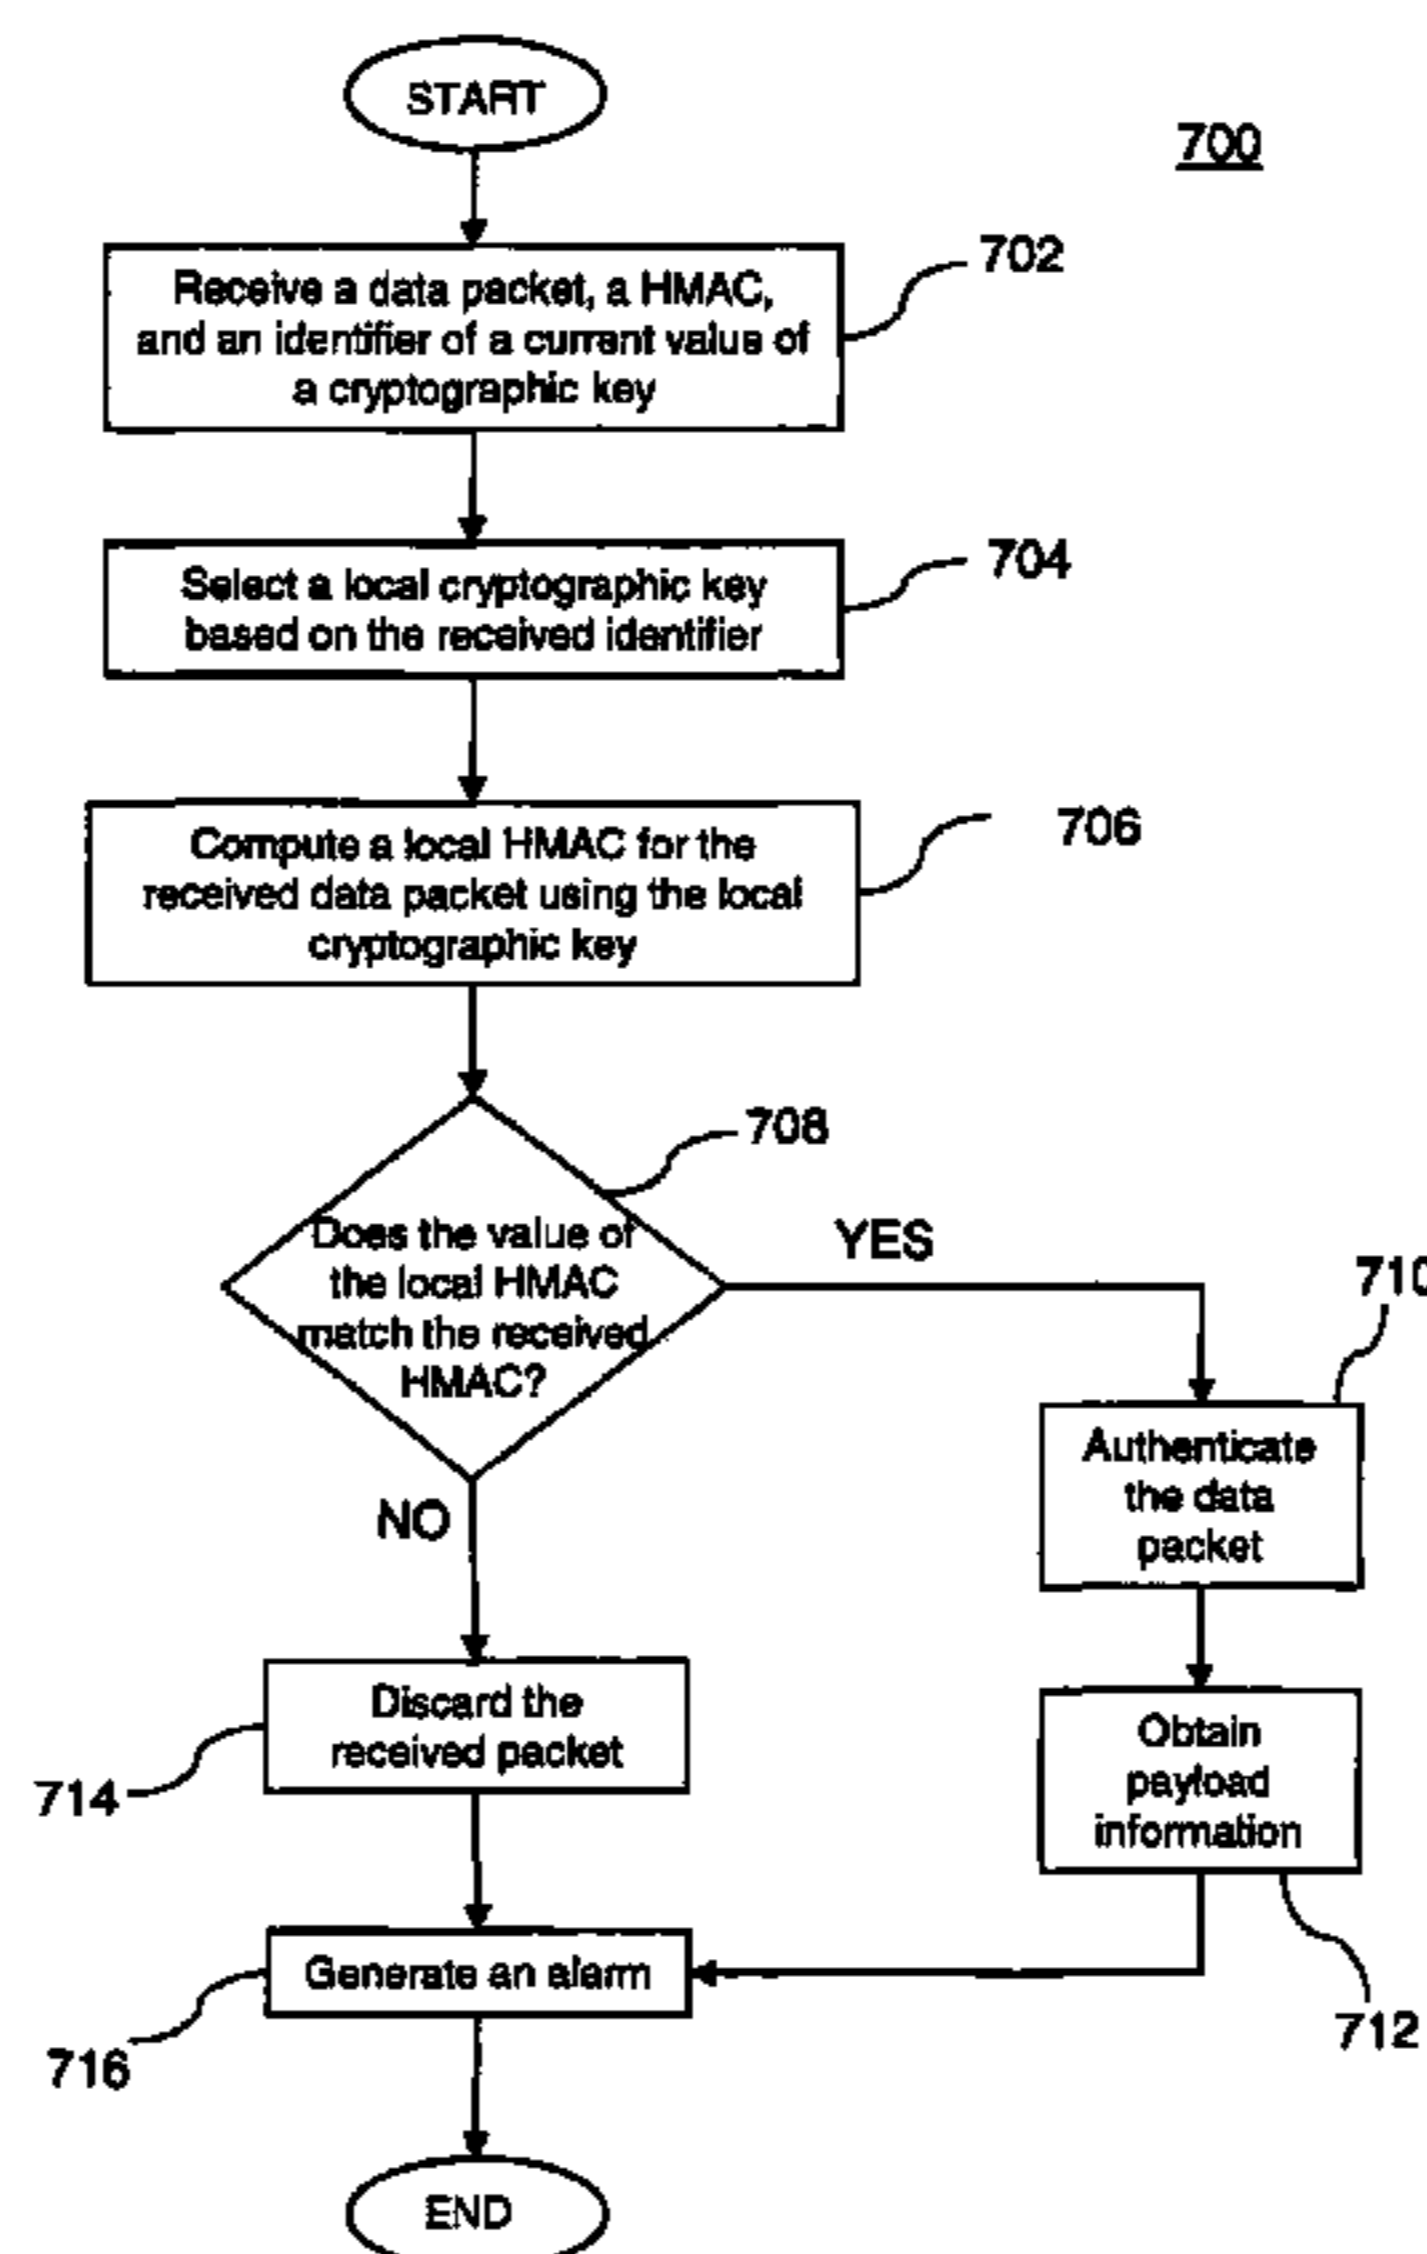 START
700
702
Receive a data packet, a HMAC,
and an identifier of a current value of
a cryptographic key
704
Select a local cryptographic key
based on the received identifier
706
Compute a local HMAC for the
received data packet using the local
cryptographic key
708
Does the value of
the local HMAC
match the received
HMAC?
YES
710
NO
Authenticate
the data
packet
Discard the
received packet
714
Obtain
payload
information
Generate an alarm
716
712
END